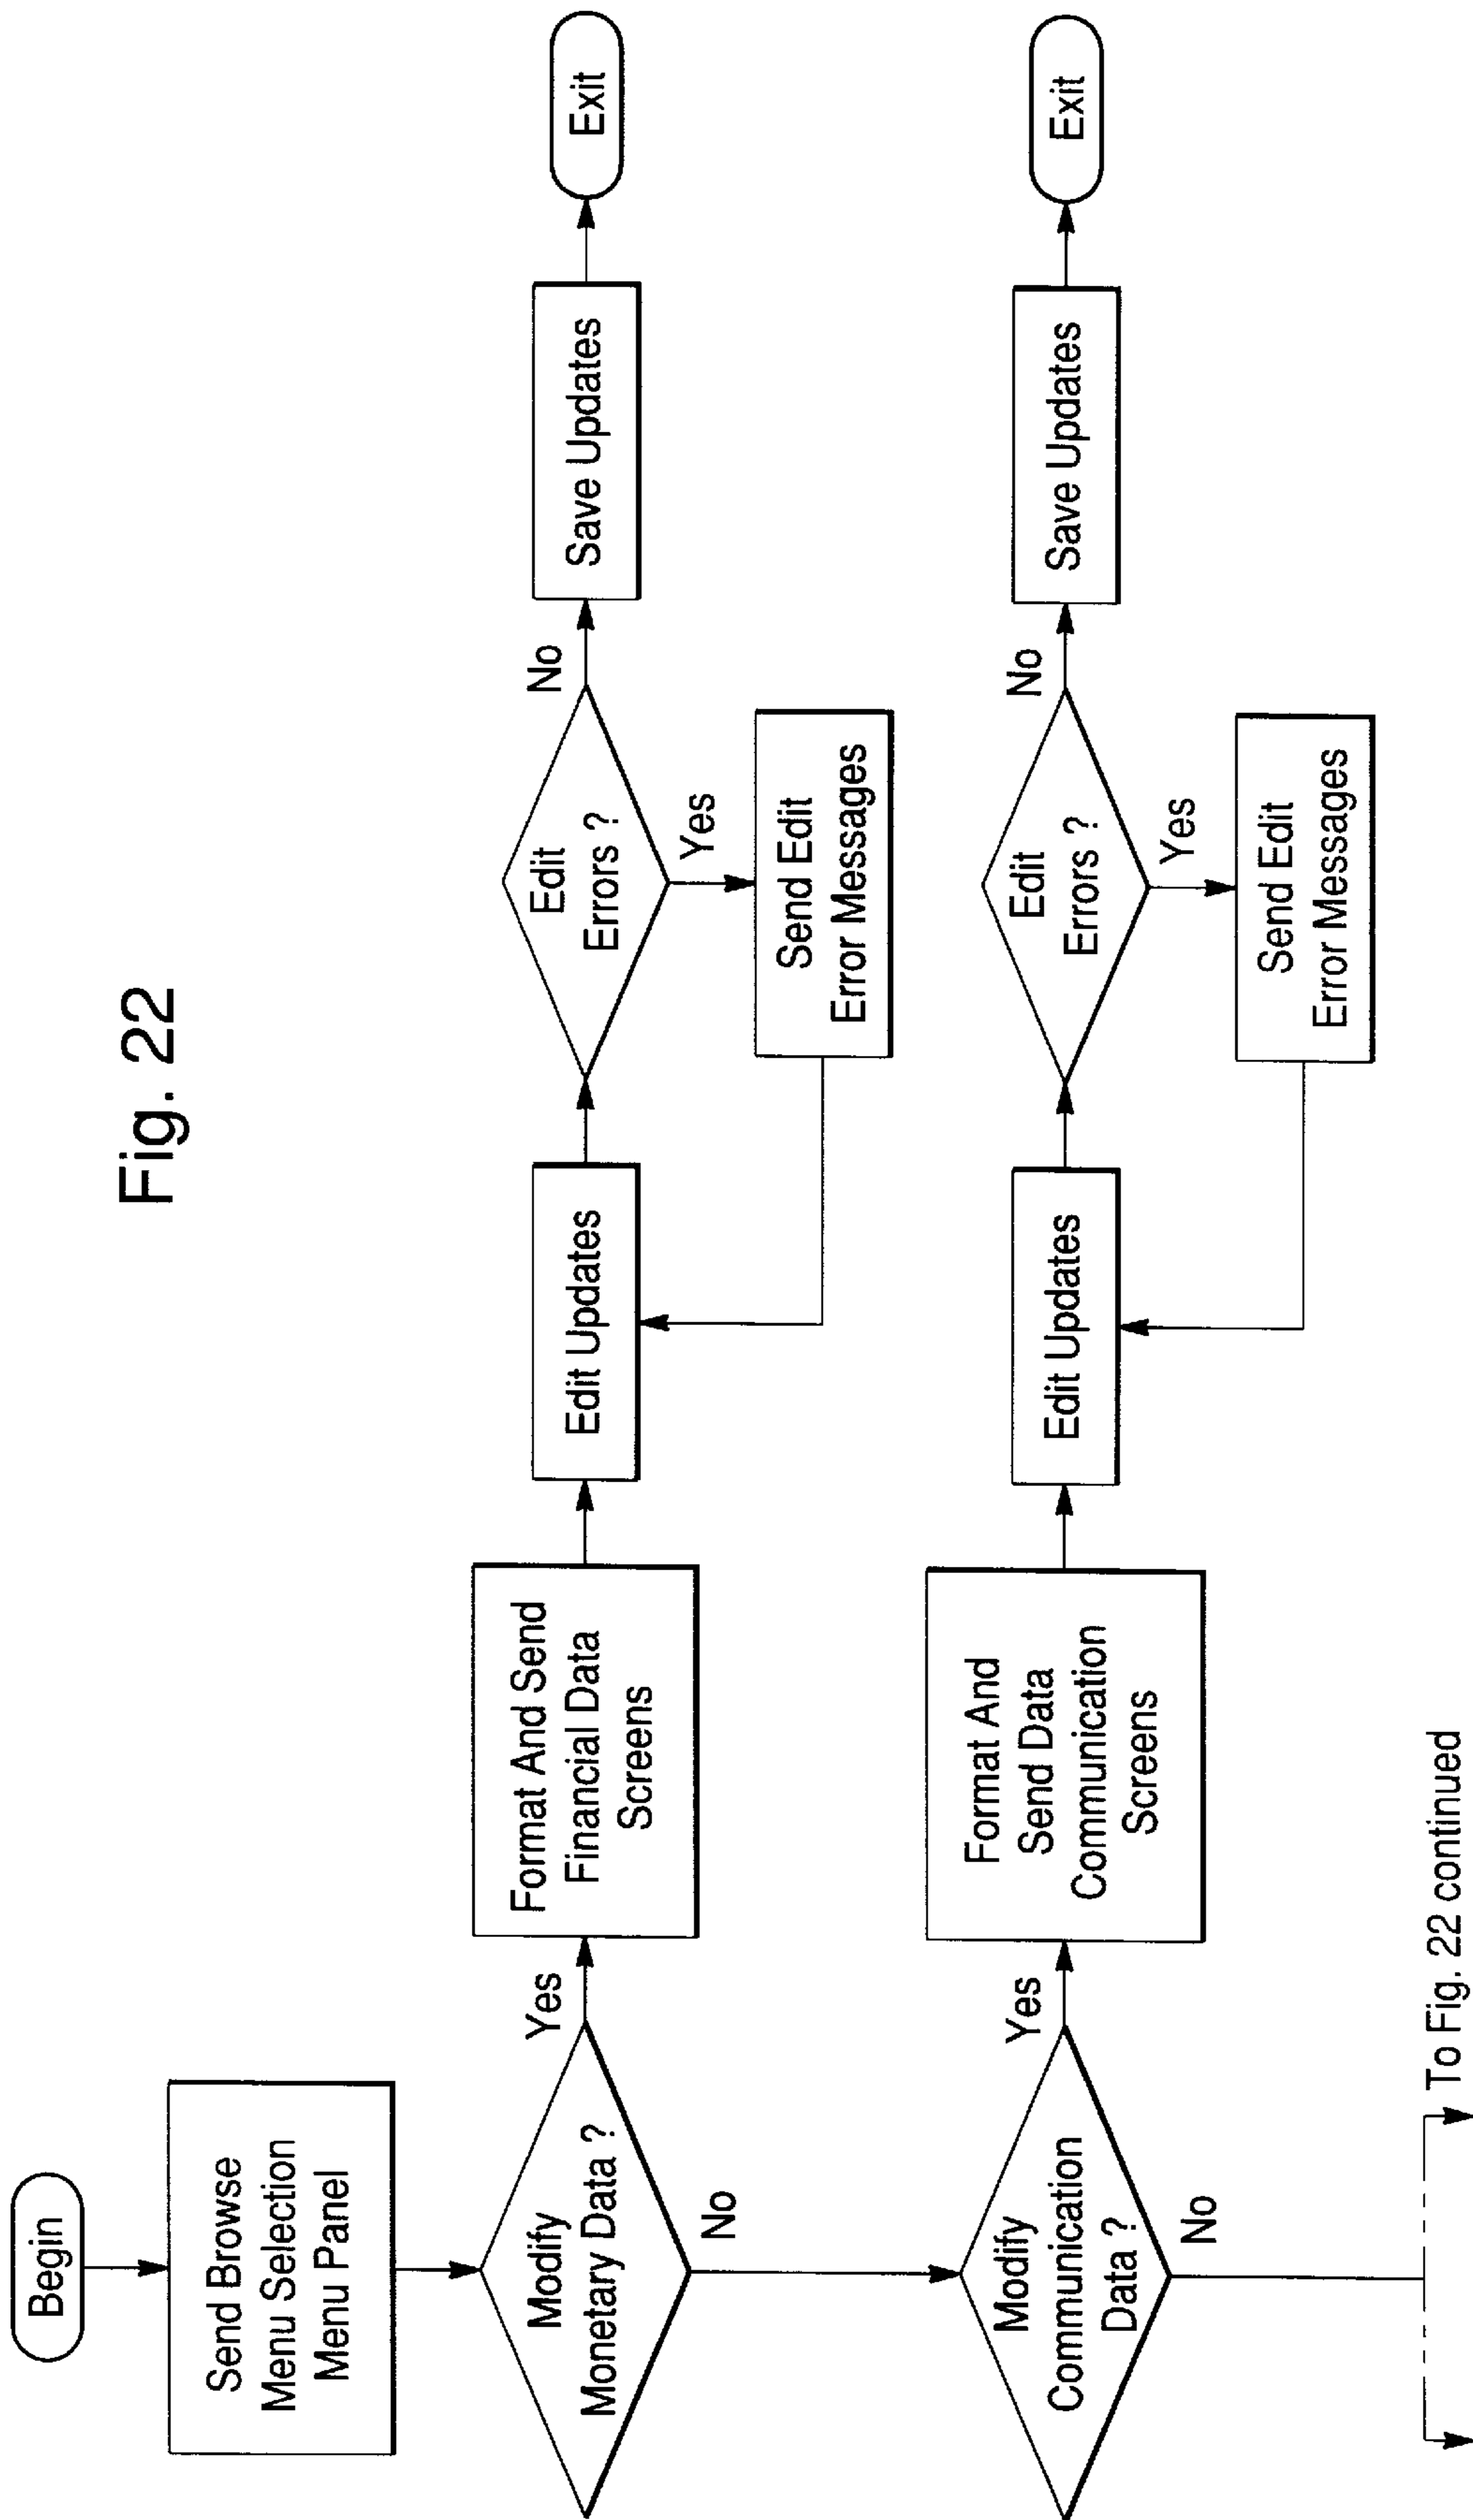 Fig. 22
Begin
Send Browse
Menu Selection
Menu Panel
Modify
Monetary Data ?
Yes
No
Format And Send
Financial Data
Screens
Edit Updates
Edit
Errors ?
No
Yes
Save Updates
Exit
Send Edit
Error Messages
Modify
Communication
Data ?
Yes
No
Format And
Send Data
Communication
Screens
Edit Updates
Edit
Errors ?
No
Yes
Save Updates
Exit
Send Edit
Error Messages
To Fig. 22 continued